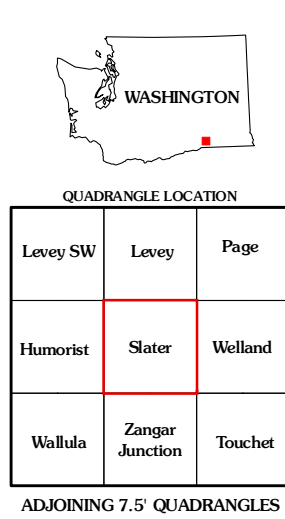 WASHINGTON
QUADRANGLE LOCATION
Levey SW Levey Page
Humorist Slater Welland
Wallula Zangar Junction Touchet
ADJOINING 7.5' QUADRANGLES